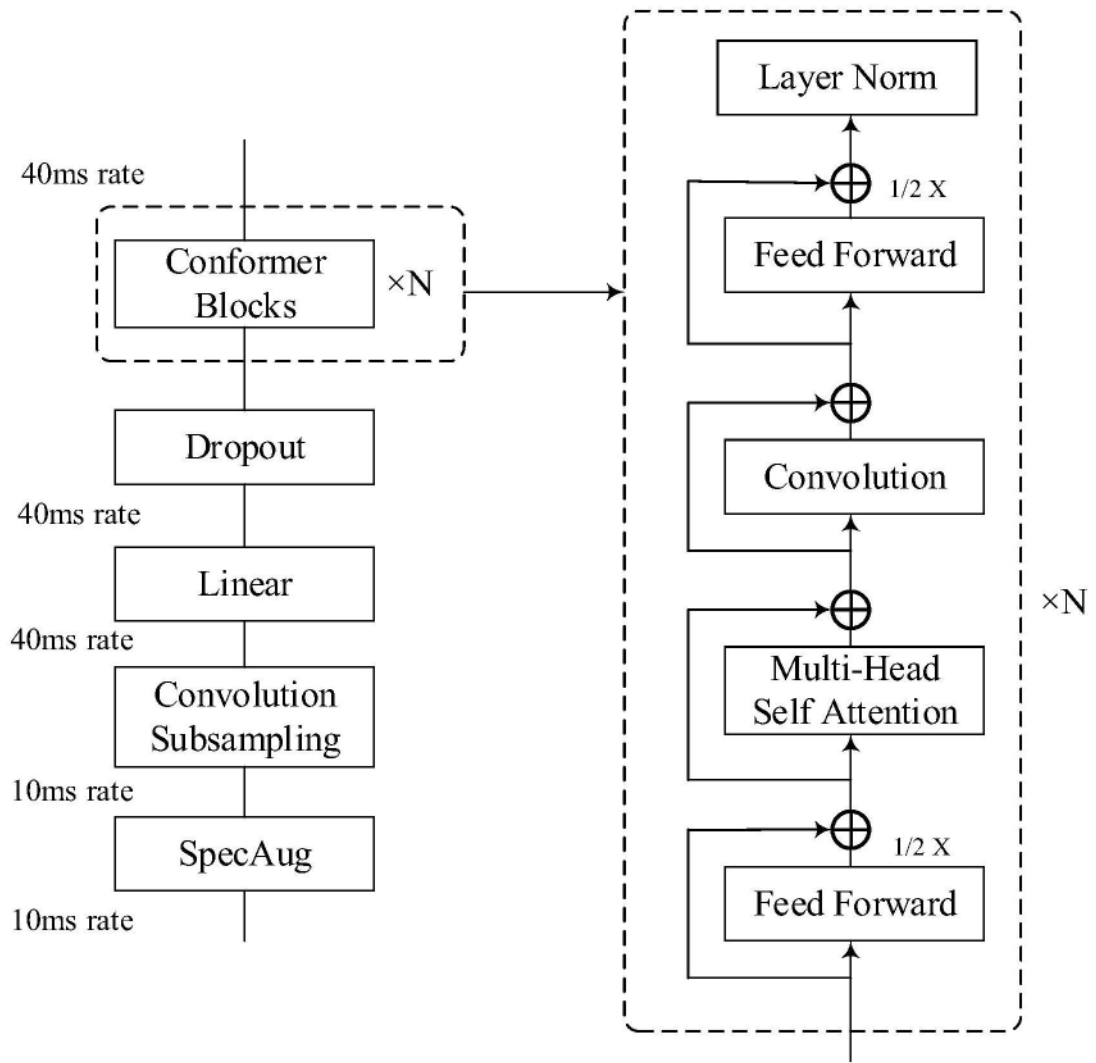 40ms rate
Conformer
Blocks
×N
Dropout
40ms rate
Linear
40ms rate
Convolution
Subsampling
10ms rate
SpecAug
10ms rate
Layer Norm
1/2 X
Feed Forward
Convolution
Multi-Head
Self Attention
1/2 X
Feed Forward
×N